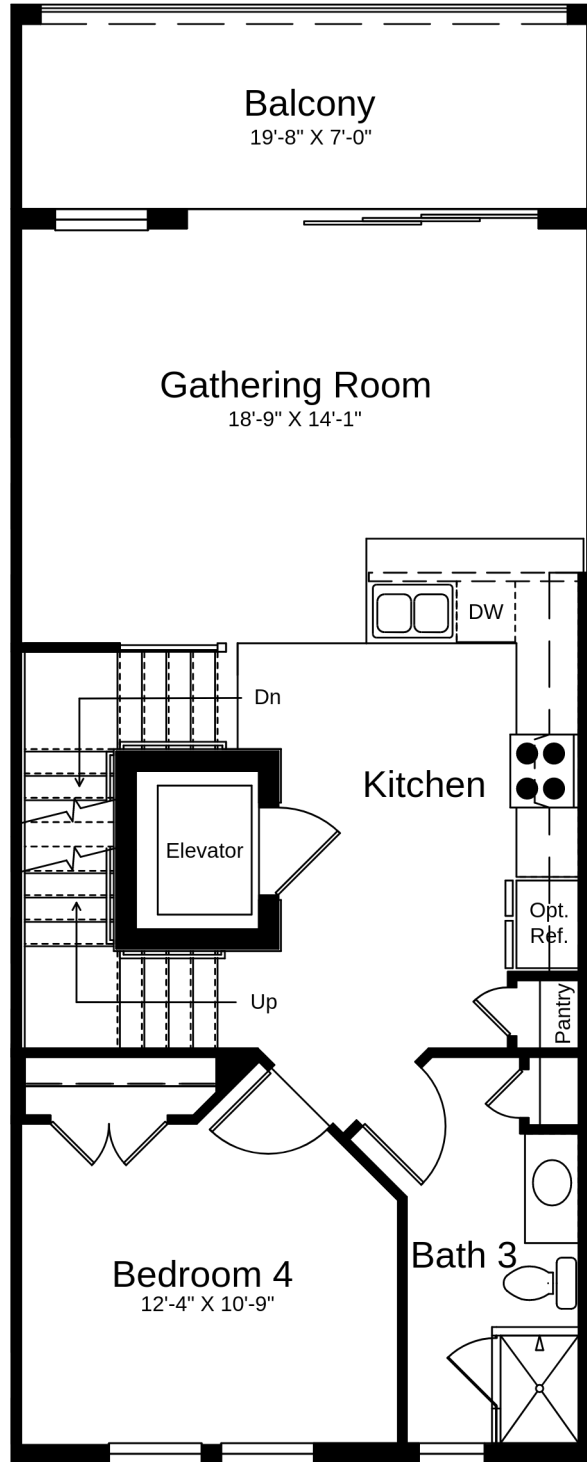 Balcony
19'-8" X 7'-0"
Gathering Room
18'-9" X 14'-1"
DW
Dn
Kitchen
Elevator
Opt.
Ref.
Up
Pantry
Bath 3
Bedroom 4
12'-4" X 10'-9"